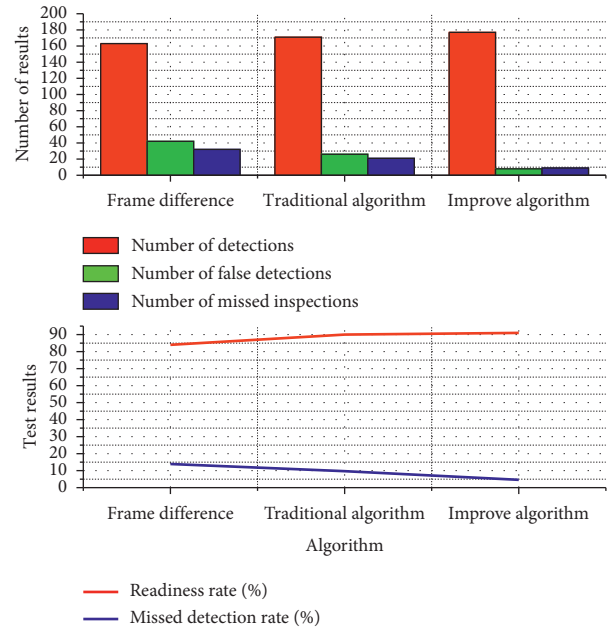 200
180
160
140
120
100
80
60
40
20
0
Number of results
Frame difference Traditional algorithm Improve algorithm
Number of detections
Number of false detections
Number of missed inspections
90
80
70
60
50
40
30
20
10
0
Test results
Frame difference Traditional algorithm Improve algorithm
Algorithm
Readiness rate (%)
Missed detection rate (%)